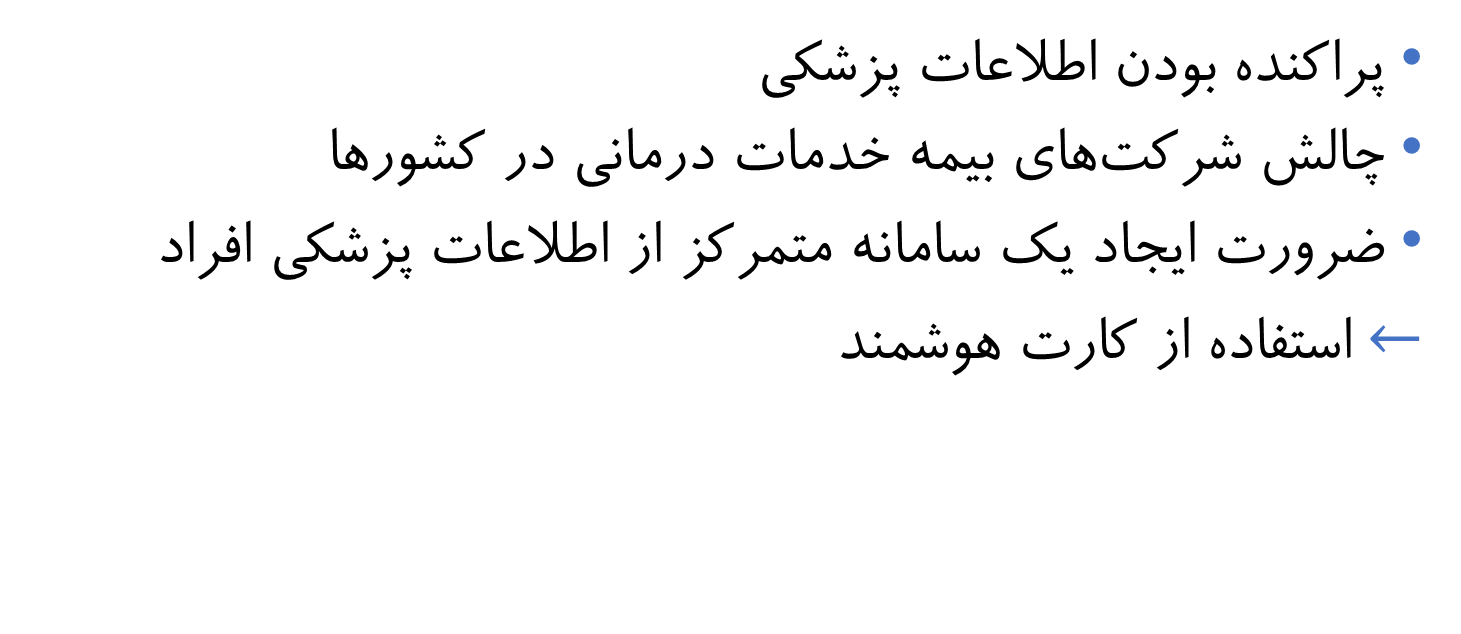 • پراکنده بودن اطلاعات پزشکی
• چالش شرکت‌های بیمه خدمات درمانی در کشورها
• ضرورت ایجاد یک سامانه متمرکز از اطلاعات پزشکی افراد
← استفاده از کارت هوشمند